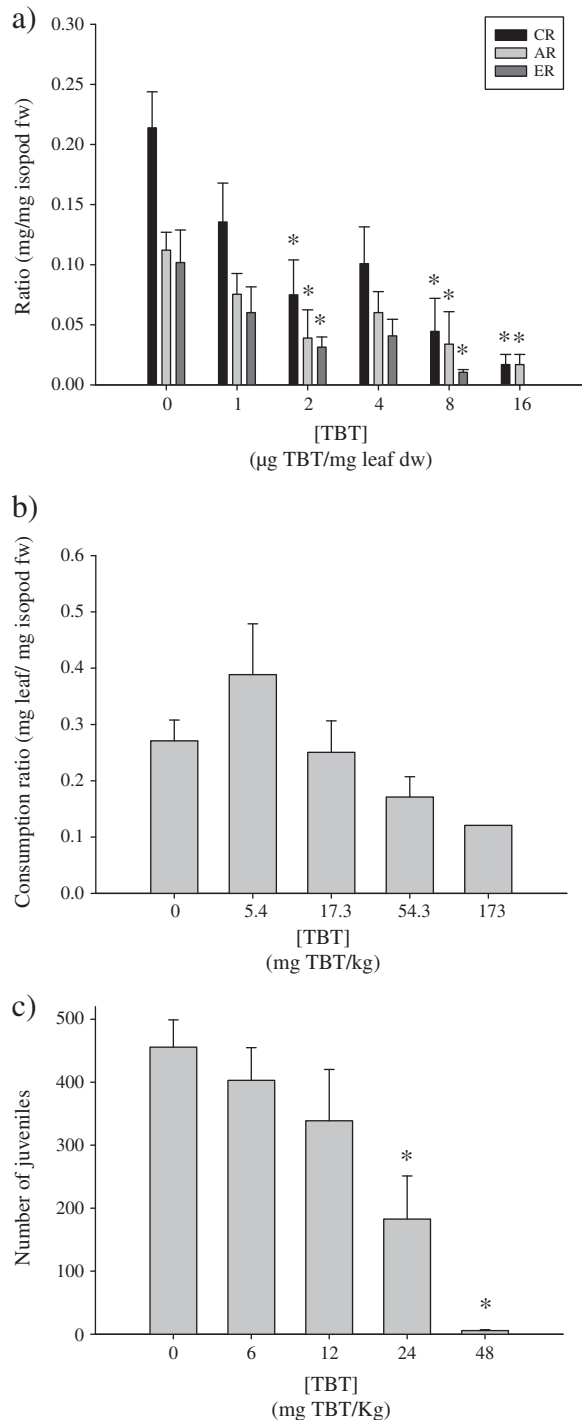 a)
0.30
0.25
0.20
0.15
0.10
0.05
0.00
Ratio (mg/mg isopod fw)
CR
AR
ER
* * *
* * *
* *
0 1 2 4 8 16
[TBT]
(µg TBT/mg leaf dw)
b)
0.6
0.5
0.4
0.3
0.2
0.1
0.0
Consumption ratio (mg leaf/ mg isopod fw)
0 5.4 17.3 54.3 173
[TBT]
(mg TBT/kg)
c)
500
400
300
200
100
0
Number of juveniles
*
*
0 6 12 24 48
[TBT]
(mg TBT/Kg)